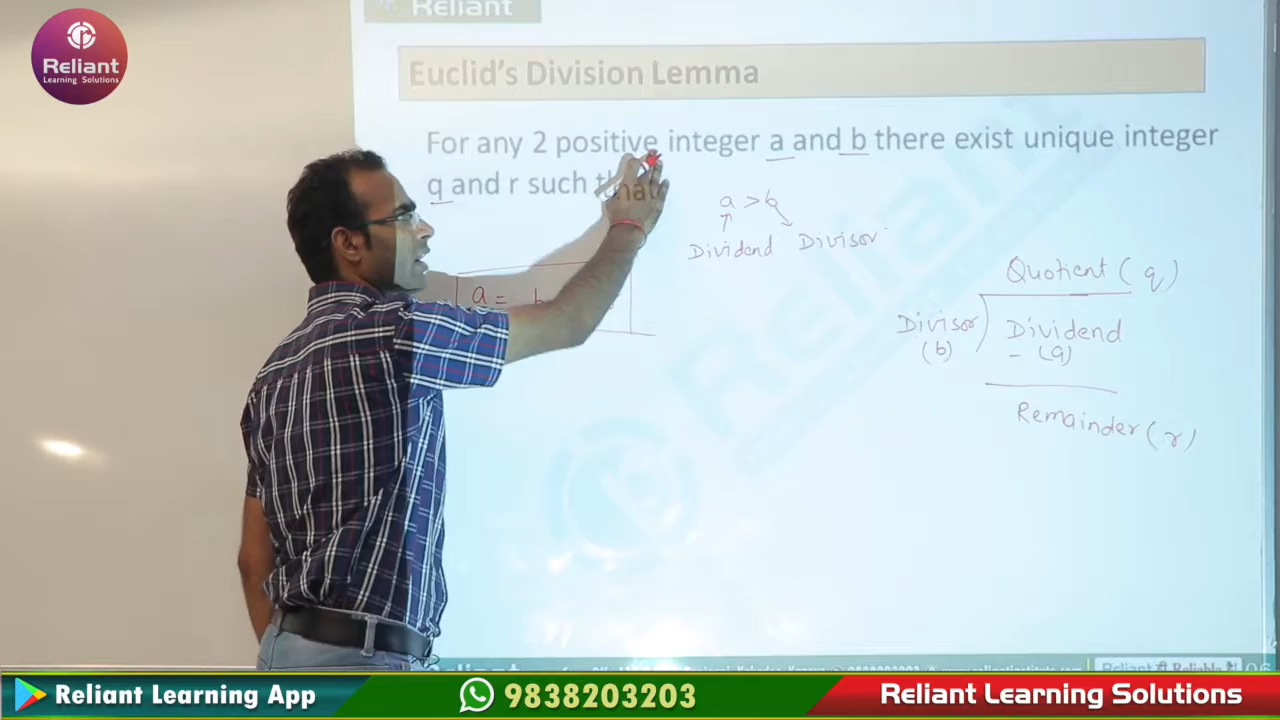 Reliant
Reliant
Learning Solutions
Euclid's Division Lemma
For any 2 positive integer a and b there exist unique integer
q and r such that
a > b
Dividend Divisor
a = b
Quotient (q)
Divisor Dividend
(b) - (a)
Remainder (r)
Reliant Learning App
9838203203
Reliant Learning Solutions